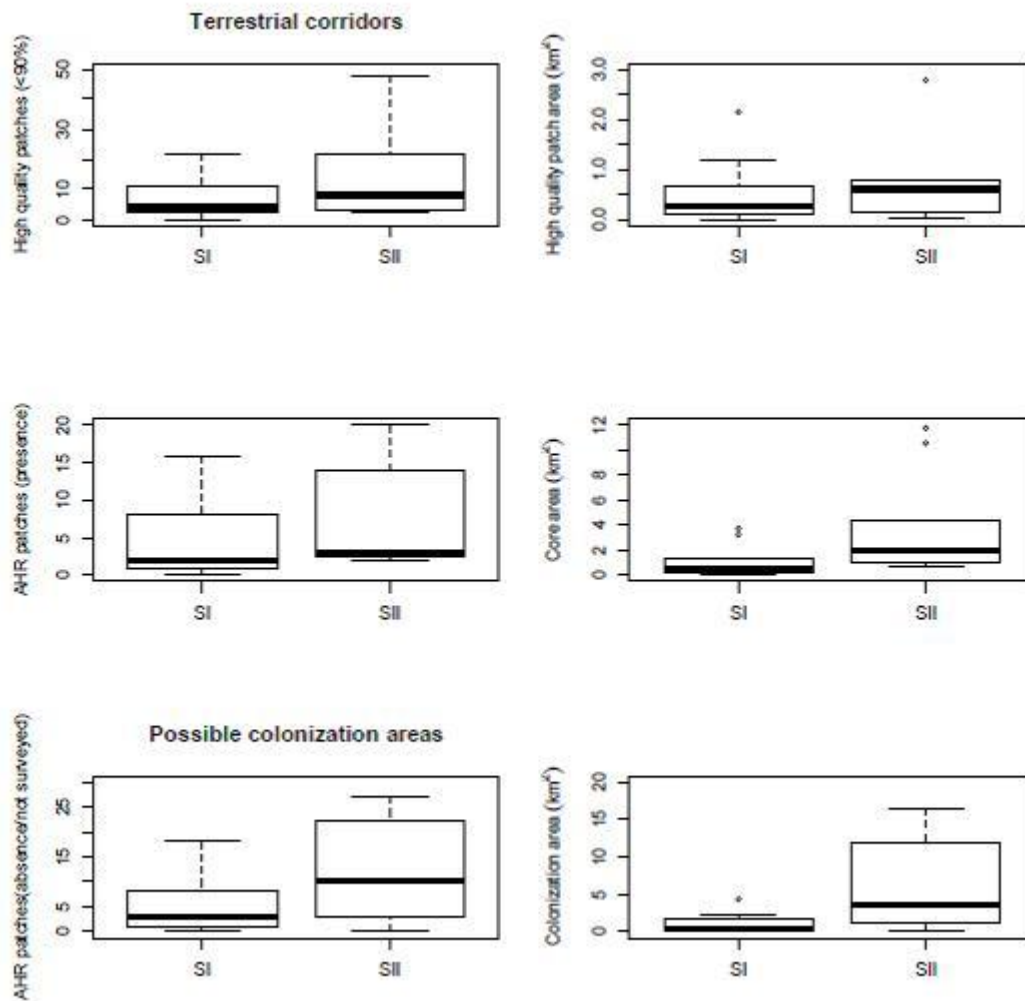 Terrestrial corridors
High quality patches (<90%)
50
30
10
0
SI
SII
High quality patch area (km²)
3.0
2.0
1.0
0.0
SI
SII
AHR patches (presence)
20
15
10
5
0
SI
SII
Core area (km²)
12
8
6
4
2
0
SI
SII
Possible colonization areas
AHR patches(absence/not surveyed)
25
15
5
0
SI
SII
Colonization area (km²)
20
15
10
5
0
SI
SII